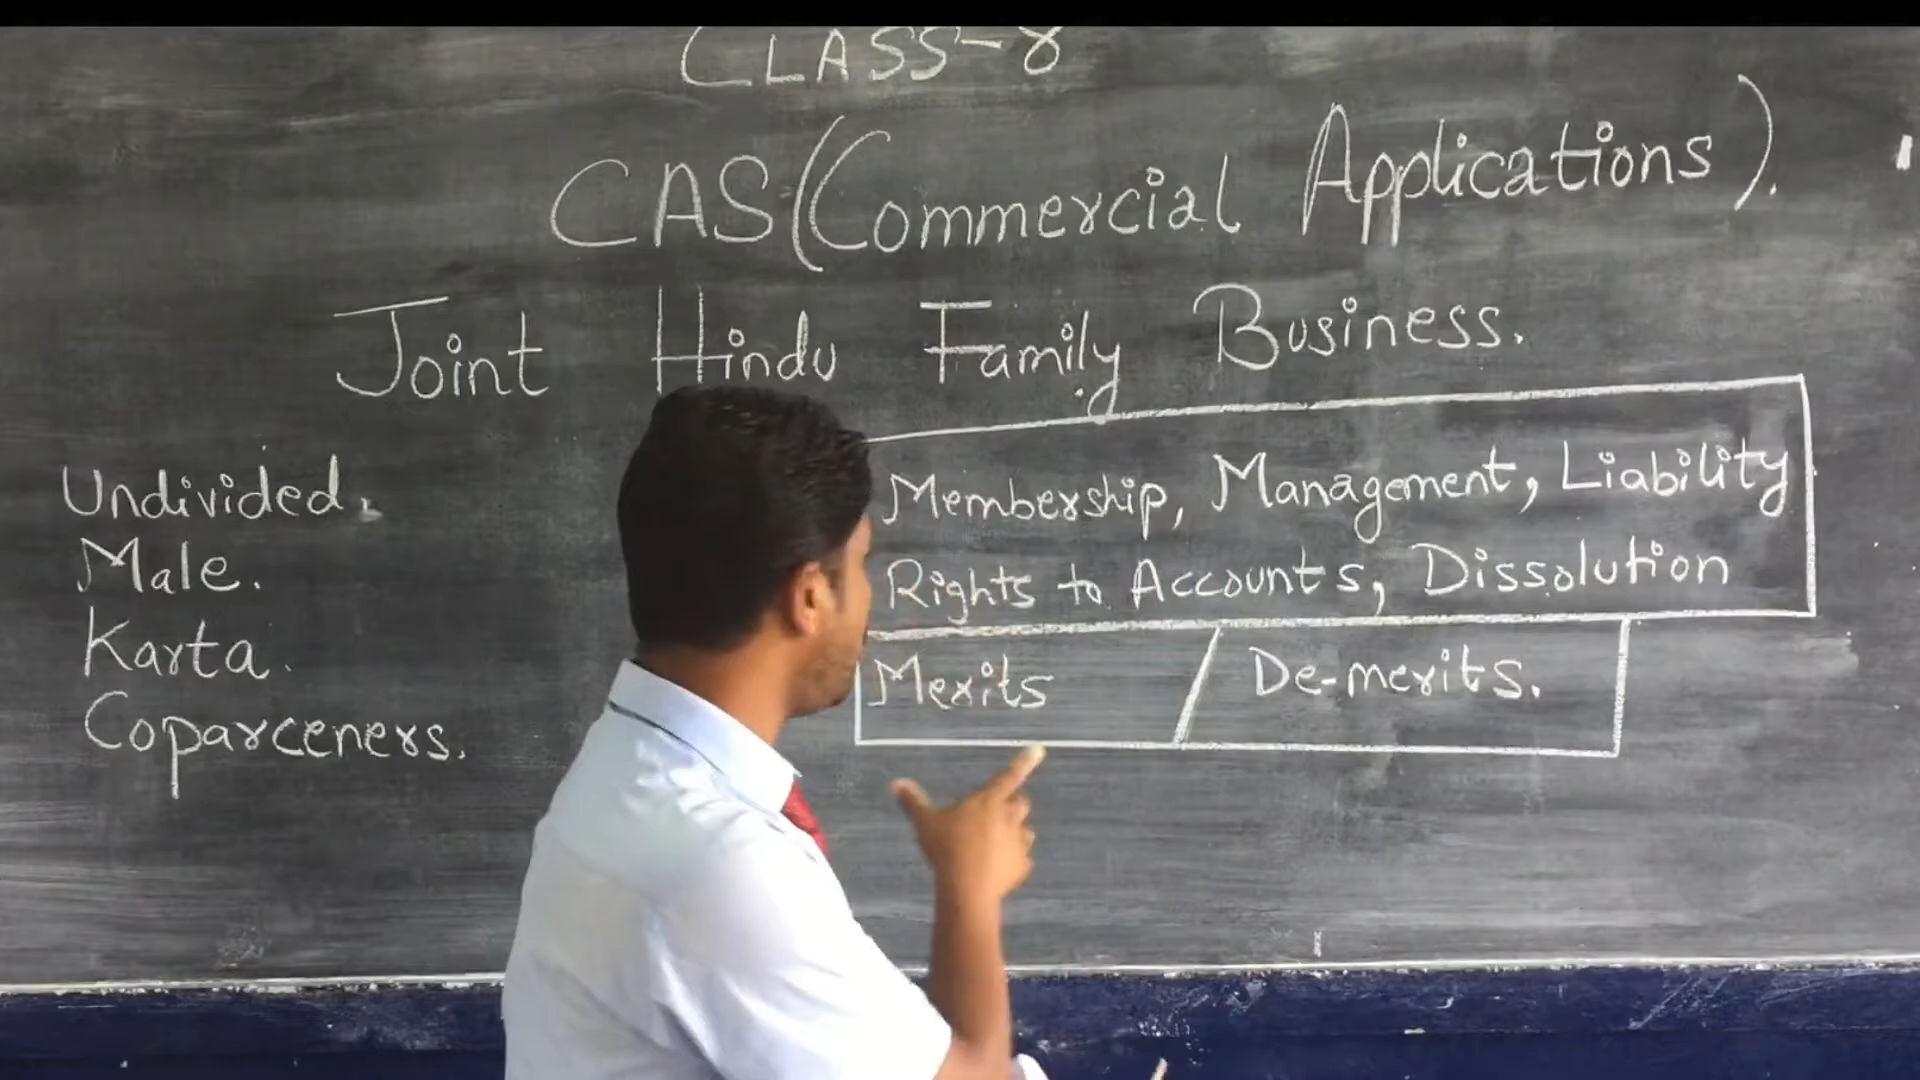 CLASS-8
CAS (Commercial Applications).
Joint Hindu Family Business.
Undivided.
Male.
Karta.
Coparceners.
Membership, Management, Liability
Rights to Accounts, Dissolution
Merits / De-merits.